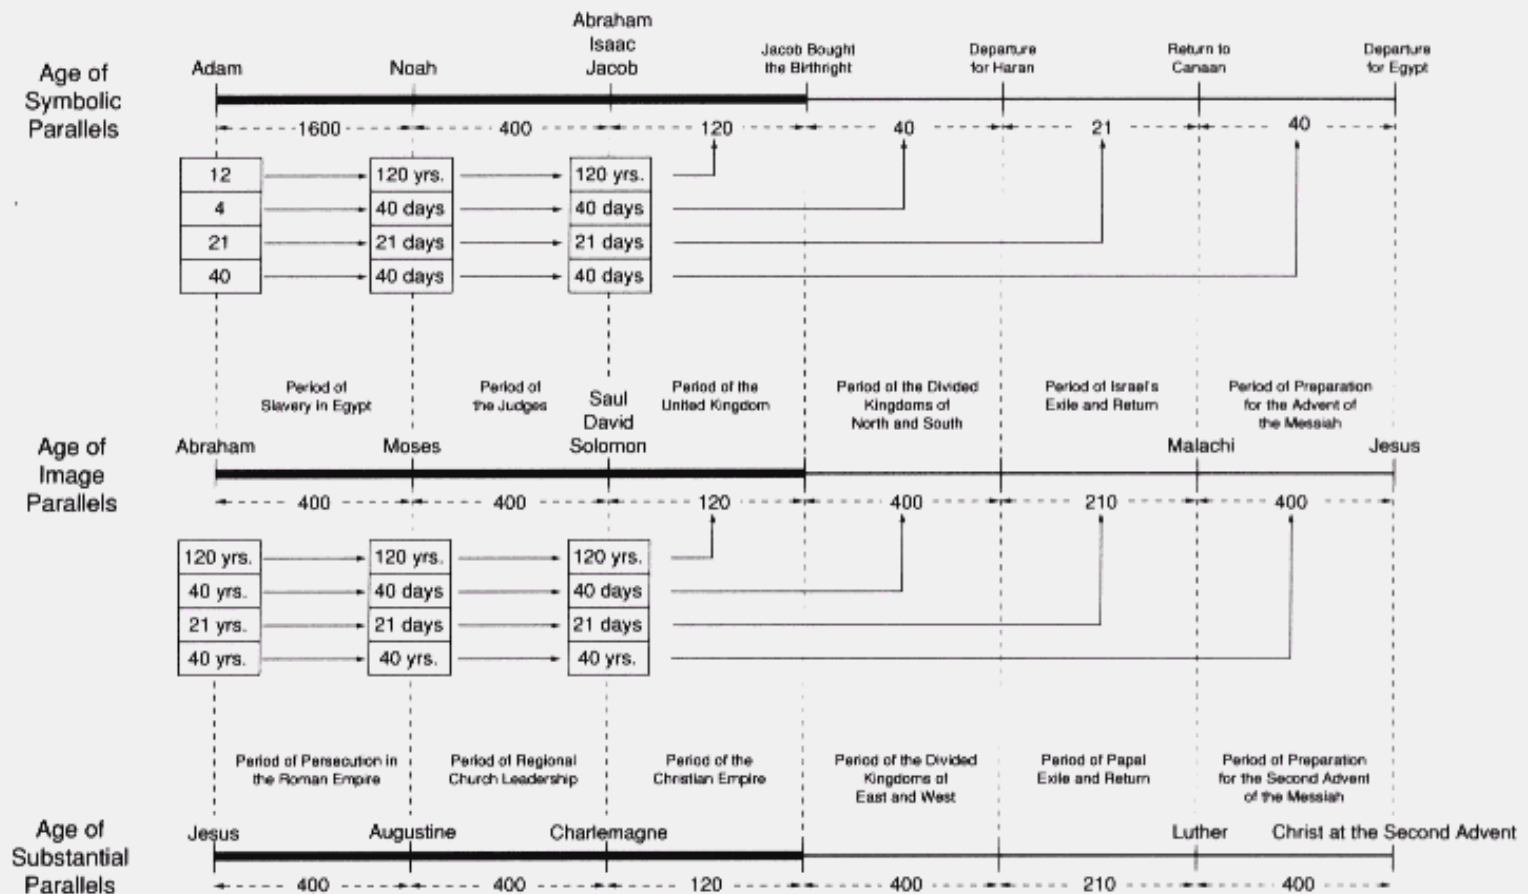 Abraham
Isaac
Jacob
Adam
Noah
Jacob Bought
the Birthright
Departure
for Haran
Return to
Canaan
Departure
for Egypt
Age of
Symbolic
Parallels
1600 400 120 40 21 40
12 120 yrs. 120 yrs.
4 40 days 40 days
21 21 days 21 days
40 40 days 40 days
Period of
Slavery in Egypt
Period of
the Judges
Saul
David
Solomon
Period of the
United Kingdom
Period of the Divided
Kingdoms of
North and South
Period of Israel's
Exile and Return
Period of Preparation
for the Advent of
the Messiah
Age of
Image
Parallels
Abraham
Moses
Malachi
Jesus
400 400 120 400 210 400
120 yrs. 120 yrs. 120 yrs.
40 yrs. 40 days 40 days
21 yrs. 21 days 21 days
40 yrs. 40 yrs. 40 yrs.
Period of Persecution in
the Roman Empire
Period of Regional
Church Leadership
Period of the
Christian Empire
Period of the Divided
Kingdoms of
East and West
Period of Papal
Exile and Return
Period of Preparation
for the Second Advent
of the Messiah
Age of
Substantial
Parallels
Jesus
Augustine
Charlemagne
Luther
Christ at the Second Advent
400 400 120 400 210 400